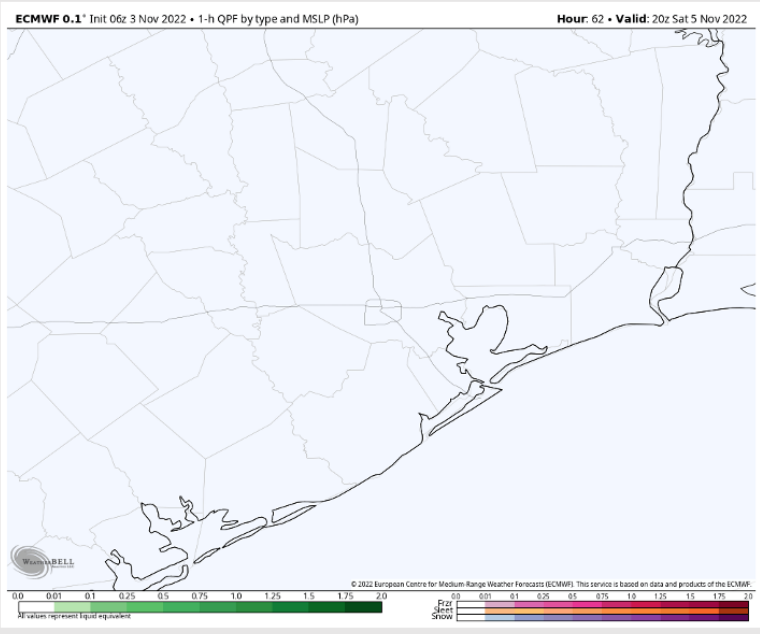 ECMWF 0.1° Init 06z 3 Nov 2022 • 1-h QPF by type and MSLP (hPa)
Hour: 62 • Valid: 20z Sat 5 Nov 2022
WeatherBELL
© 2022 European Centre for Medium-Range Weather Forecasts (ECMWF). This service is based on data and products of the ECMWF.
0.0 0.01 0.1 0.25 0.5 0.75 1.0 1.25 1.5 1.75 2.0
All values represent liquid equivalent
0.0 0.01 0.1 0.25 0.5 0.75 1.0 1.25 1.5 1.75 2.0
Frzr
Sleet
Snow